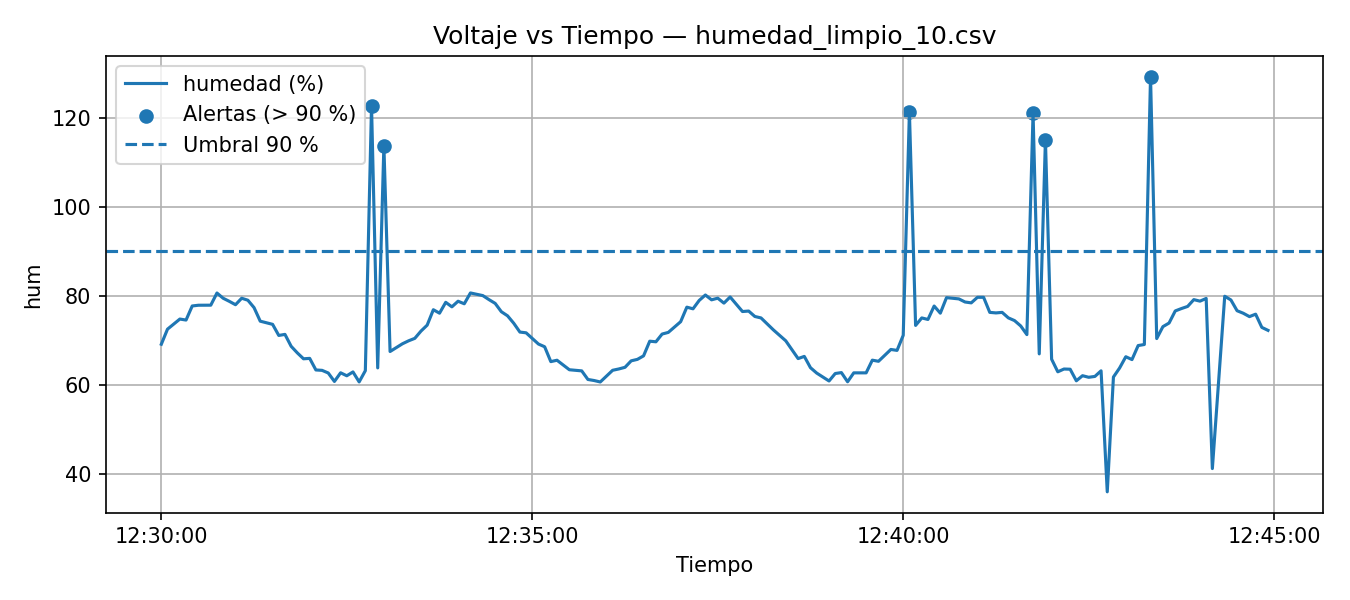 Voltaje vs Tiempo — humedad_limpio_10.csv
humedad (%)
Alertas (> 90 %)
Umbral 90 %
120
100
80
60
40
hum
12:30:00
12:35:00
12:40:00
12:45:00
Tiempo